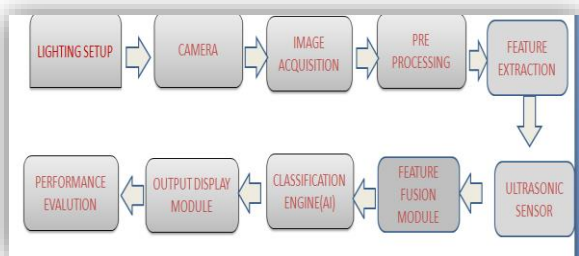 LIGHTING SETUP
CAMERA
IMAGE
ACQUISITION
PRE
PROCESSING
FEATURE
EXTRACTION
ULTRASONIC
SENSOR
FEATURE
FUSION
MODULE
CLASSIFICATION
ENGINE(AI)
OUTPUT DISPLAY
MODULE
PERFORMANCE
EVALUTION